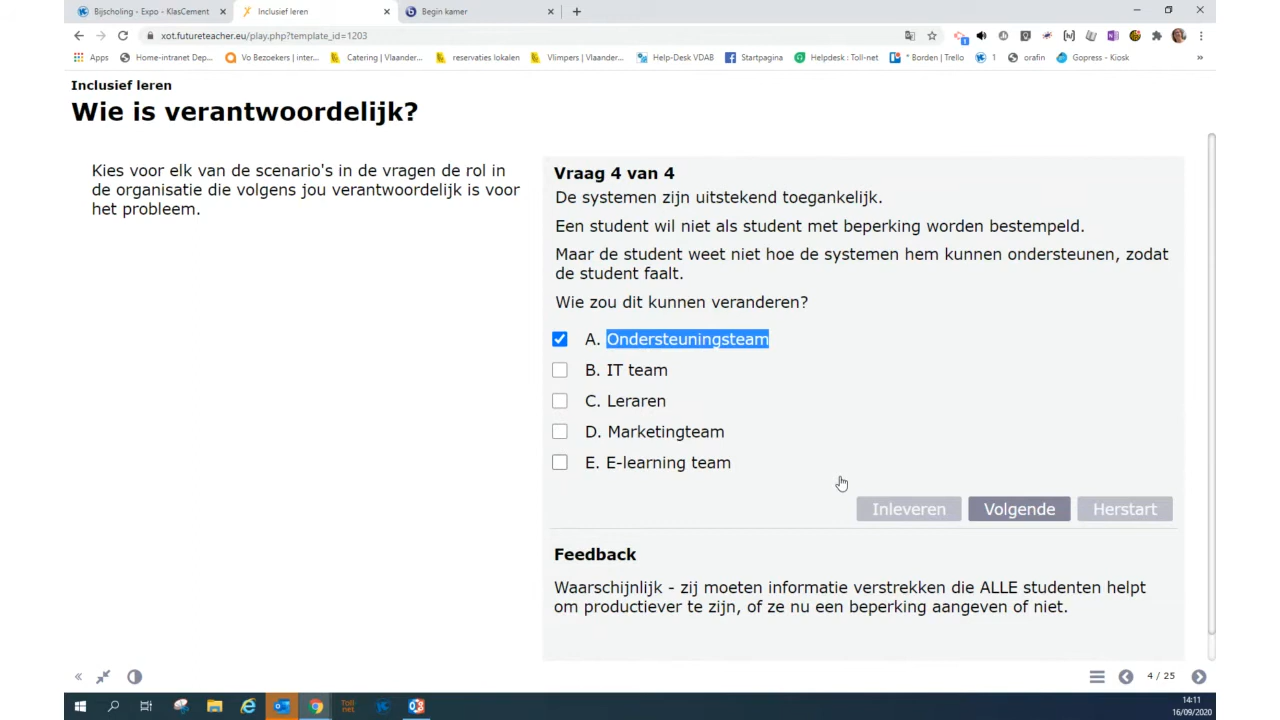 Bijscholing - Expo - KlasCement
Inclusief leren
Begin kamer
xot.futureteacher.eu/play.php?template_id=1203
Apps
Home-intranet Dep...
Vo Bezoekers | inter...
Catering | Vlaander...
reservaties lokalen
Vlimpers | Vlaander...
Help-Desk VDAB
Startpagina
Helpdesk : Toll-net
* Borden | Trello
1
orafin
Gopress - Kiosk
»
Inclusief leren
Wie is verantwoordelijk?
Kies voor elk van de scenario's in de vragen de rol in
de organisatie die volgens jou verantwoordelijk is voor
het probleem.
Vraag 4 van 4
De systemen zijn uitstekend toegankelijk.
Een student wil niet als student met beperking worden bestempeld.
Maar de student weet niet hoe de systemen hem kunnen ondersteunen, zodat
de student faalt.
Wie zou dit kunnen veranderen?
A. Ondersteuningsteam
B. IT team
C. Leraren
D. Marketingteam
E. E-learning team
Inleveren
Volgende
Herstart
Feedback
Waarschijnlijk - zij moeten informatie verstrekken die ALLE studenten helpt
om productiever te zijn, of ze nu een beperking aangeven of niet.
«
4 / 25
Toll-
net
14:11
16/09/2020